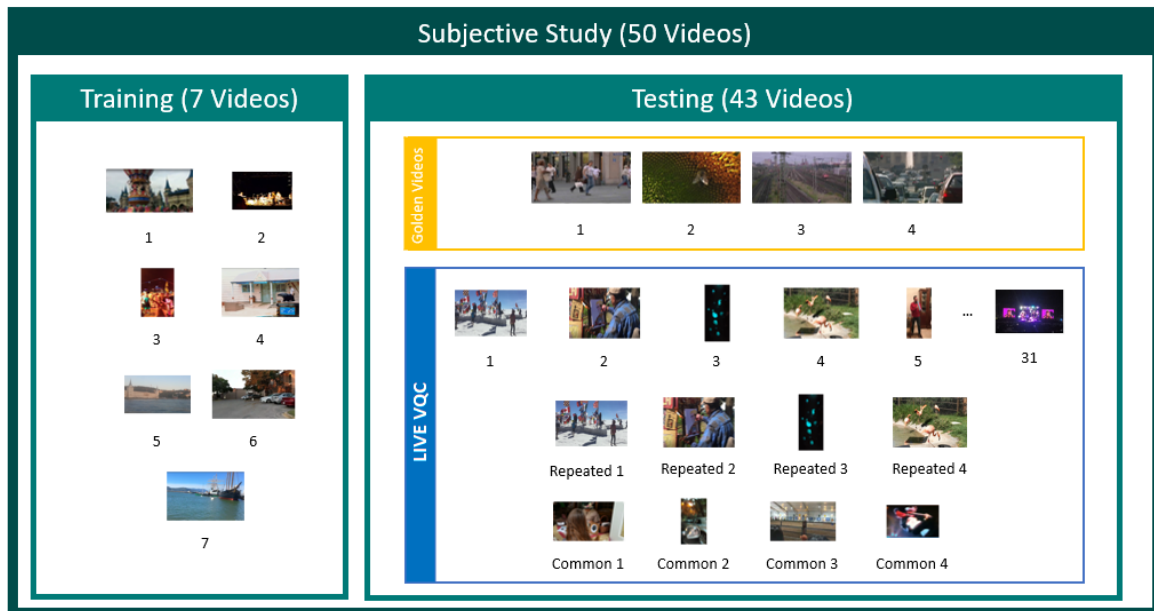 Subjective Study (50 Videos)
Training (7 Videos)
1 2
3 4
5 6
7
Testing (43 Videos)
Golden Videos
1 2 3 4
LIVE VQC
1 2 3 4 5 ... 31
Repeated 1 Repeated 2 Repeated 3 Repeated 4
Common 1 Common 2 Common 3 Common 4